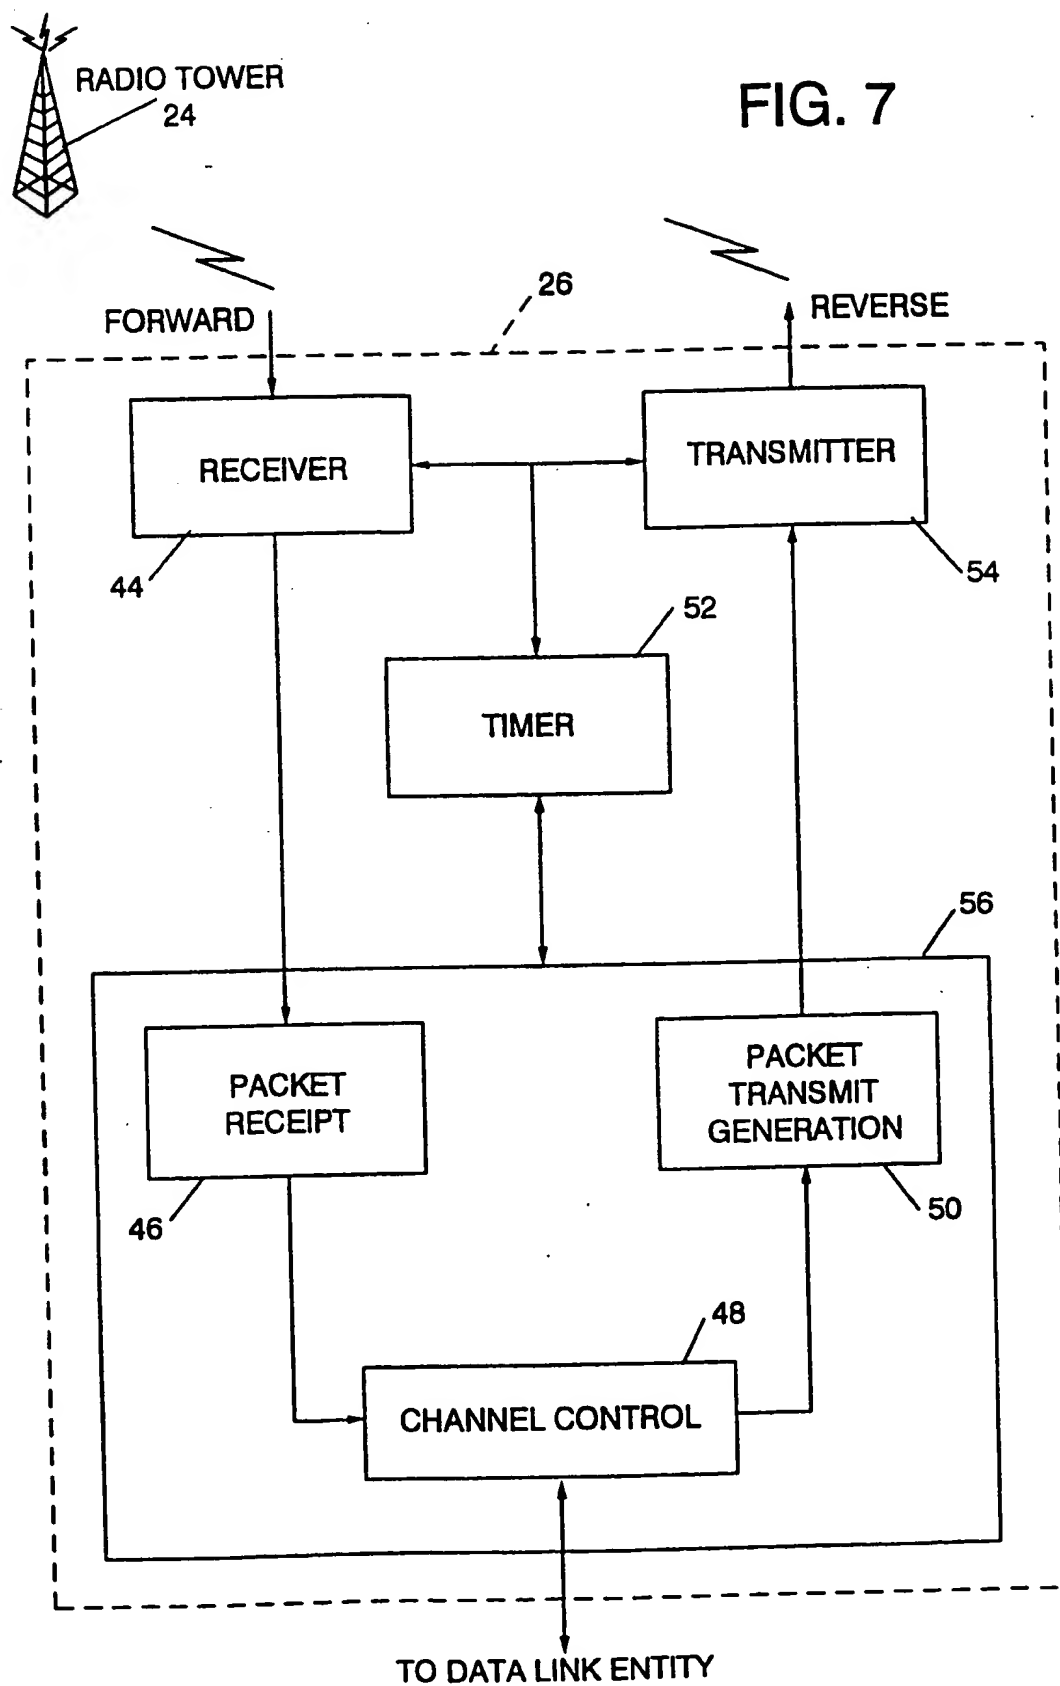 RADIO TOWER
24
FIG. 7
FORWARD
26
REVERSE
RECEIVER
TRANSMITTER
44
54
52
TIMER
56
PACKET
RECEIPT
PACKET
TRANSMIT
GENERATION
46
50
48
CHANNEL CONTROL
TO DATA LINK ENTITY